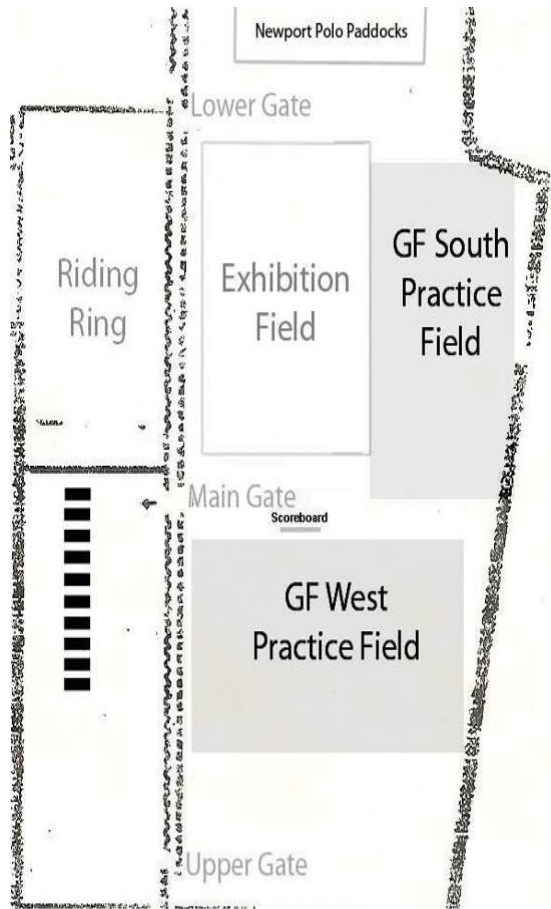 Newport Polo Paddocks
Lower Gate
Riding
Ring
Exhibition
Field
GF South
Practice
Field
Main Gate
Scoreboard
GF West
Practice Field
Upper Gate